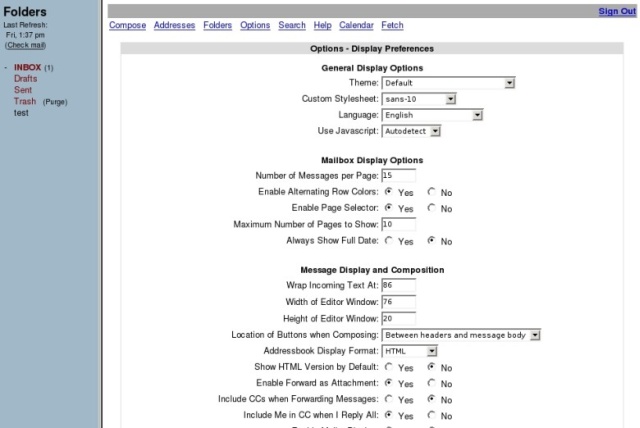 Folders
Last Refresh:
Fri, 1:37 pm
(Check mail)
- INBOX (1)
Drafts
Sent
Trash (Purge)
test
Sign Out
Compose Addresses Folders Options Search Help Calendar Fetch
Options - Display Preferences
General Display Options
Theme: Default
Custom Stylesheet: sans-10
Language: English
Use Javascript: Autodetect
Mailbox Display Options
Number of Messages per Page: 15
Enable Alternating Row Colors: Yes No
Enable Page Selector: Yes No
Maximum Number of Pages to Show: 10
Always Show Full Date: Yes No
Message Display and Composition
Wrap Incoming Text At: 86
Width of Editor Window: 76
Height of Editor Window: 20
Location of Buttons when Composing: Between headers and message body
Addressbook Display Format: HTML
Show HTML Version by Default: Yes No
Enable Forward as Attachment: Yes No
Include CCs when Forwarding Messages: Yes No
Include Me in CC when I Reply All: Yes No